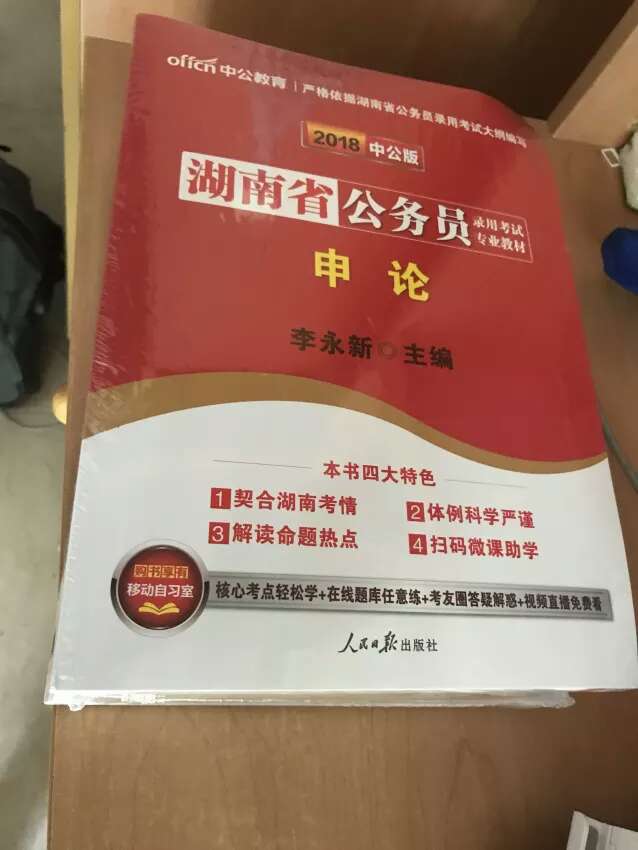 offcn 中公教育 | 严格依据湖南省公务员录用考试大纲编写
2018 中公版
湖南省公务员 录用考试
专业教材
申论
李永新 ◎ 主编
本书四大特色
1 契合湖南考情
2 体例科学严谨
3 解读命题热点
4 扫码微课助学
购书享有
移动自习室
核心考点轻松学+在线题库任意练+考友圈答疑解惑+视频直播免费看
人民日报出版社